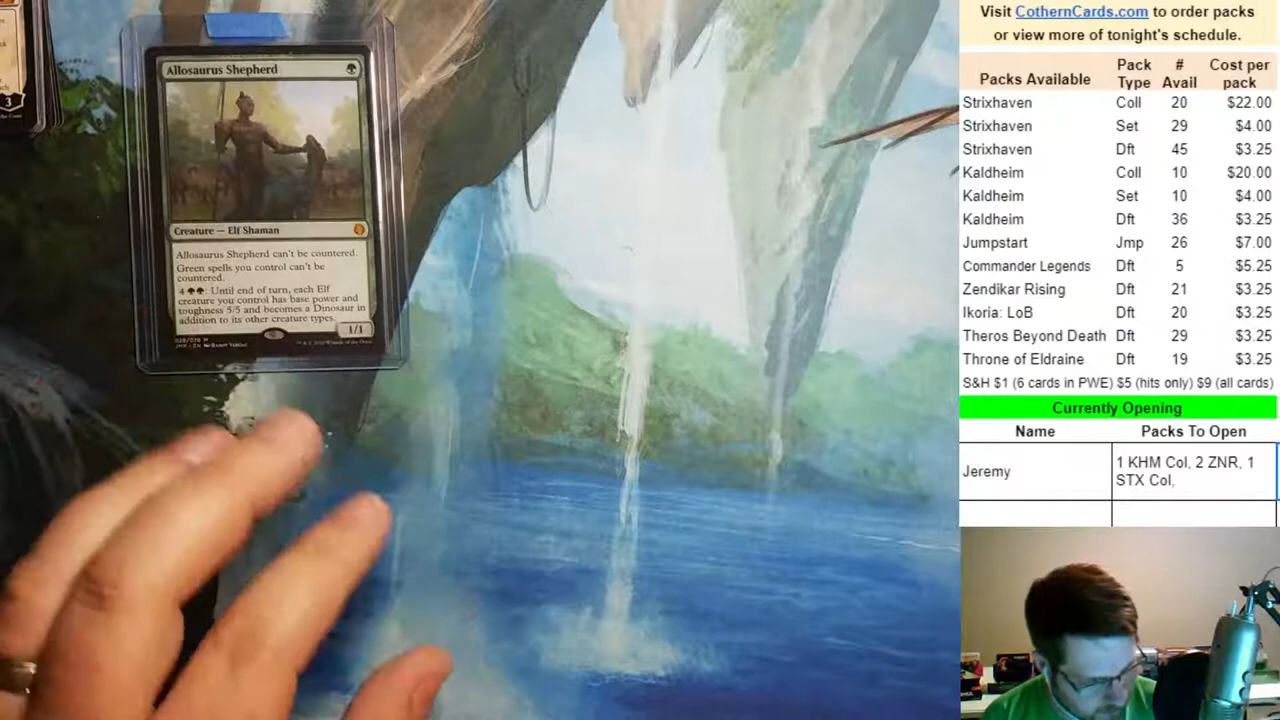 Allosaurus Shepherd
Creature — Elf Shaman
Allosaurus Shepherd can't be countered.
Green spells you control can't be
countered.
4 : Until end of turn, each Elf
creature you control has base power and
toughness 5/5 and becomes a Dinosaur in
addition to its other creature types.
1/1
3
Visit CothernCards.com to order packs
or view more of tonight's schedule.
Packs Available Pack Type # Avail Cost per pack
Strixhaven Coll 20 $22.00
Strixhaven Set 29 $4.00
Strixhaven Dft 45 $3.25
Kaldheim Coll 10 $20.00
Kaldheim Set 10 $4.00
Kaldheim Dft 36 $3.25
Jumpstart Jmp 26 $7.00
Commander Legends Dft 5 $5.25
Zendikar Rising Dft 21 $3.25
Ikoria: LoB Dft 20 $3.25
Theros Beyond Death Dft 29 $3.25
Throne of Eldraine Dft 19 $3.25
S&H $1 (6 cards in PWE) $5 (hits only) $9 (all cards)
Currently Opening
Name Packs To Open
Jeremy 1 KHM Col, 2 ZNR, 1
STX Col,